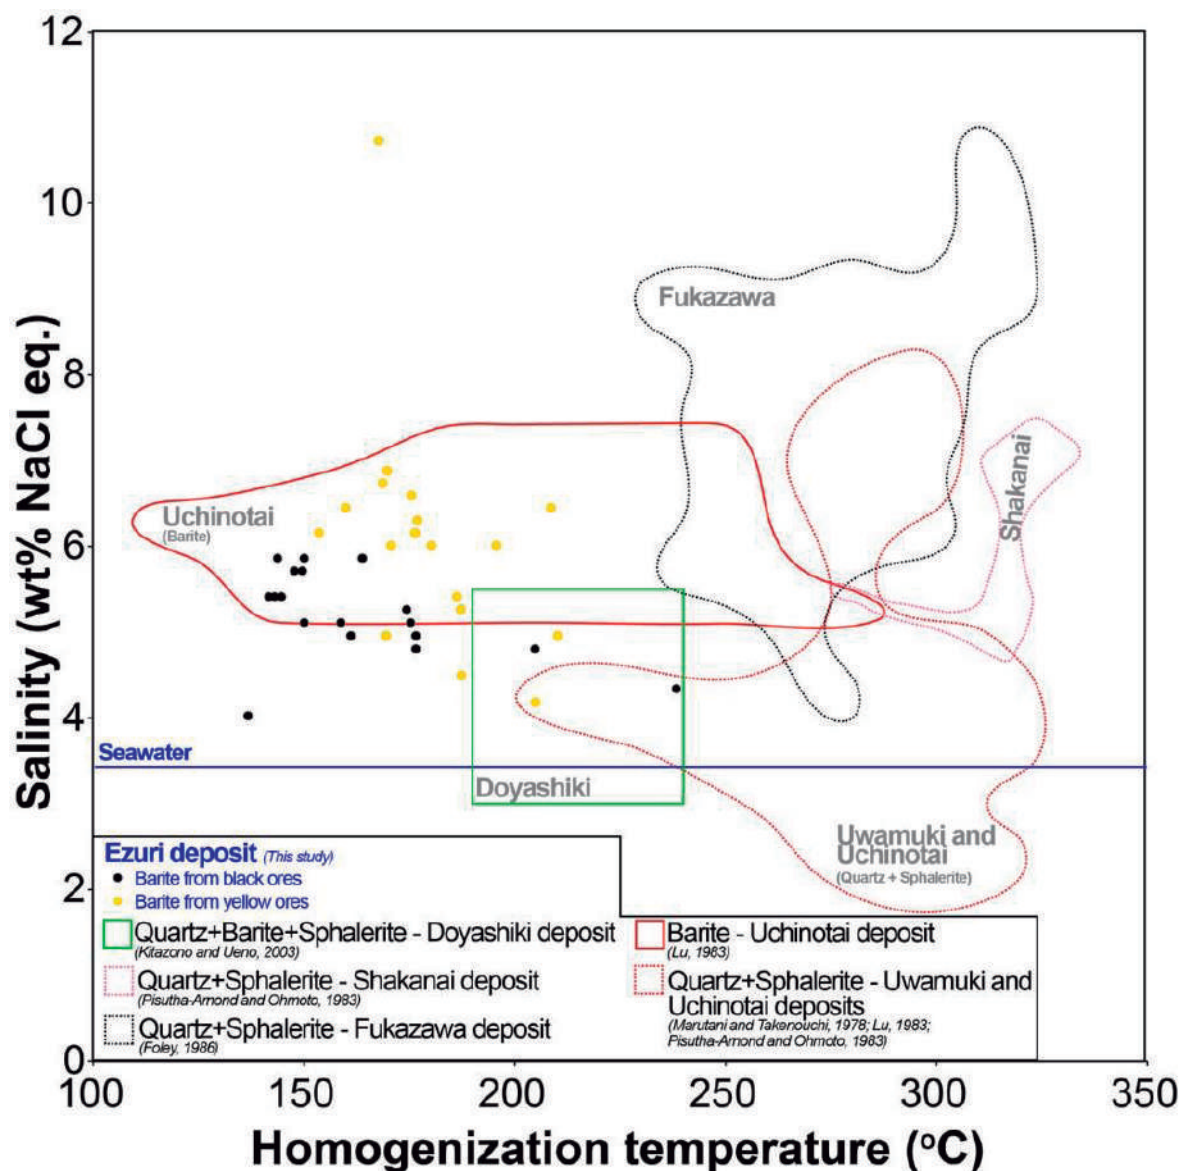 12
10
8
6
4
2
0
Salinity (wt% NaCl eq.)
Fukazawa
Shakanai
Uchinotai
(Barite)
Seawater
Doyashiki
Uwamuki and
Uchinotai
(Quartz + Sphalerite)
Ezuri deposit (This study)
Barite from black ores
Barite from yellow ores
Quartz+Barite+Sphalerite - Doyashiki deposit
(Kitazono and Ueno, 2003)
Quartz+Sphalerite - Shakanai deposit
(Pisutha-Arnond and Ohmoto, 1983)
Quartz+Sphalerite - Fukazawa deposit
(Foley, 1986)
Barite - Uchinotai deposit
(Lu, 1983)
Quartz+Sphalerite - Uwamuki and
Uchinotai deposits
(Marutani and Takenouchi, 1978; Lu, 1983;
Pisutha-Arnond and Ohmoto, 1983)
100 150 200 250 300 350
Homogenization temperature (ºC)